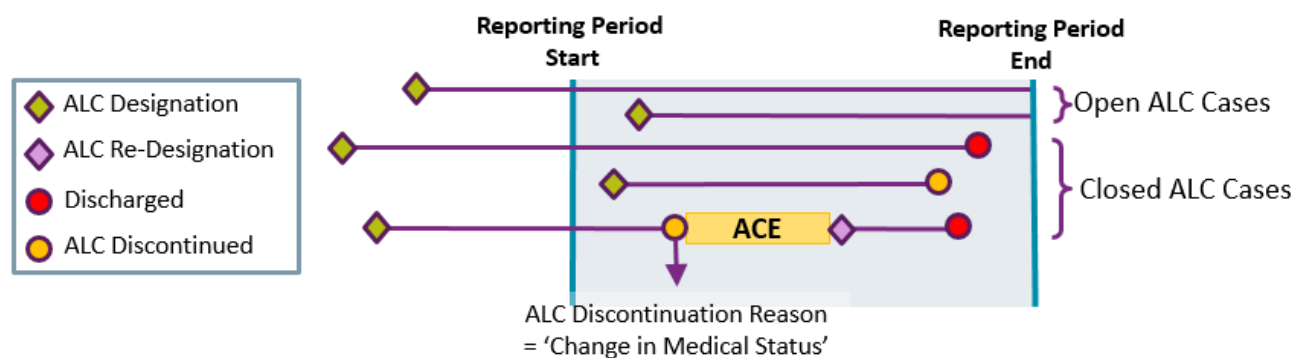 Reporting Period
Start
Reporting Period
End
ALC Designation
ALC Re-Designation
Discharged
ALC Discontinued
Open ALC Cases
Closed ALC Cases
ACE
ALC Discontinuation Reason
= ‘Change in Medical Status’